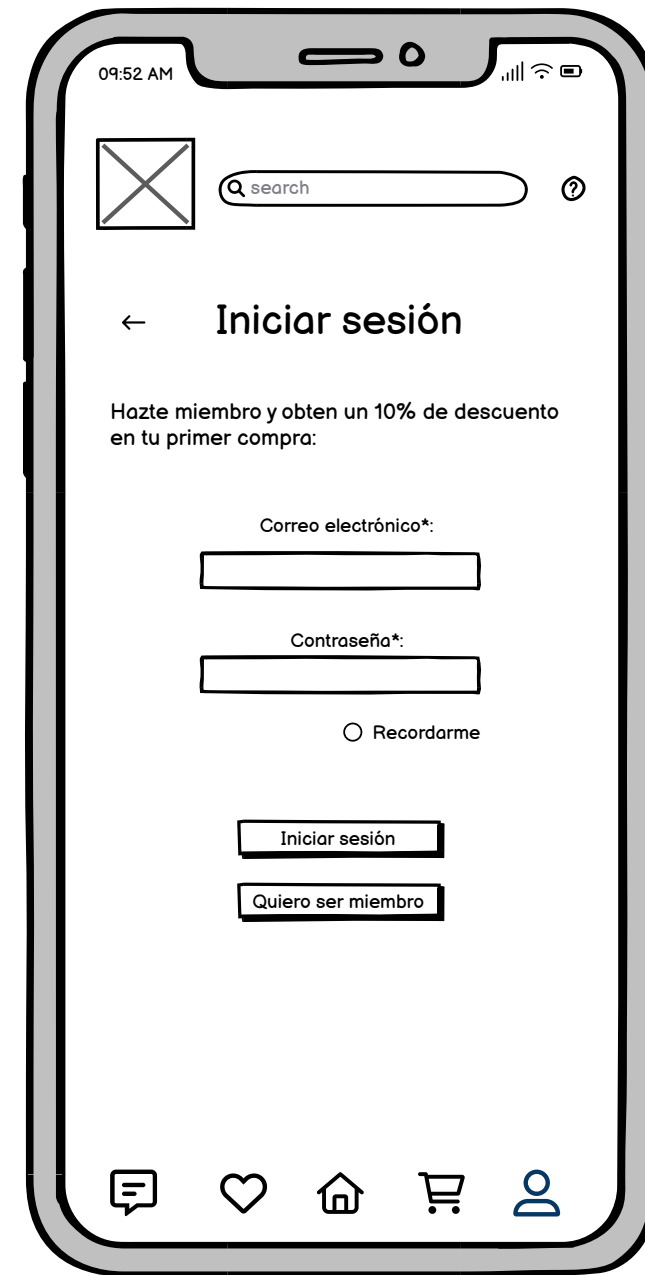 09:52 AM
search
?
Iniciar sesión
Hazte miembro y obten un 10% de descuento
en tu primer compra:
Correo electrónico*:
Contraseña*:
Recordarme
Iniciar sesión
Quiero ser miembro